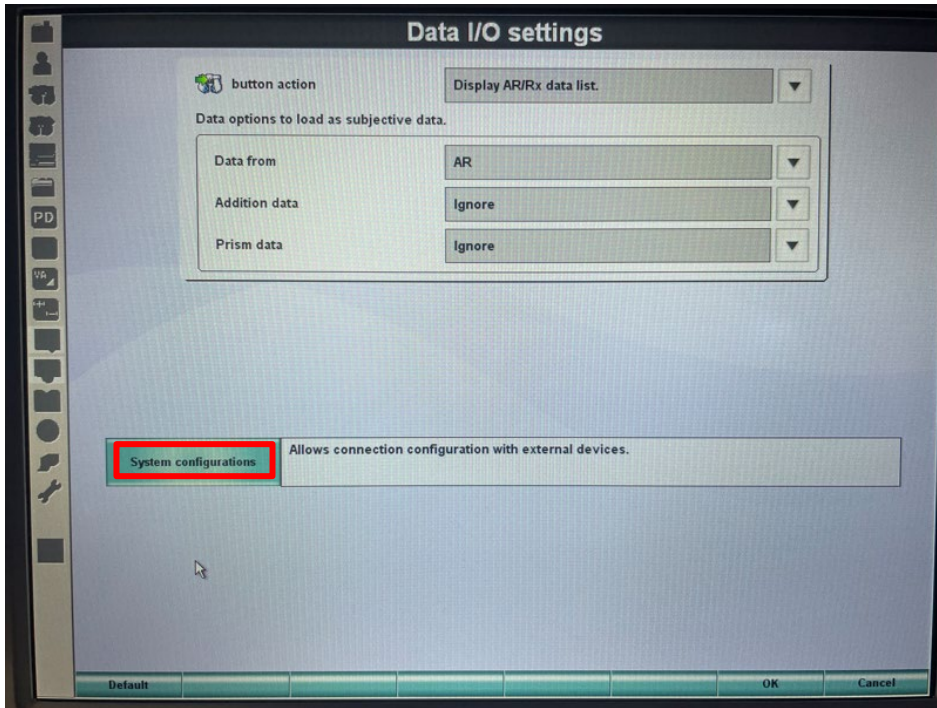 Data I/O settings
button action
Display AR/Rx data list.
Data options to load as subjective data.
Data from
AR
Addition data
Ignore
Prism data
Ignore
PD
VA
System configurations
Allows connection configuration with external devices.
Default
OK
Cancel